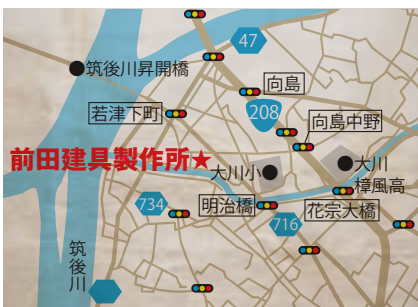 47
筑後川昇開橋
向島
若津下町
208
向島中野
前田建具製作所★
大川小
大川
樟風高
734
明治橋
花宗大橋
716
筑後川